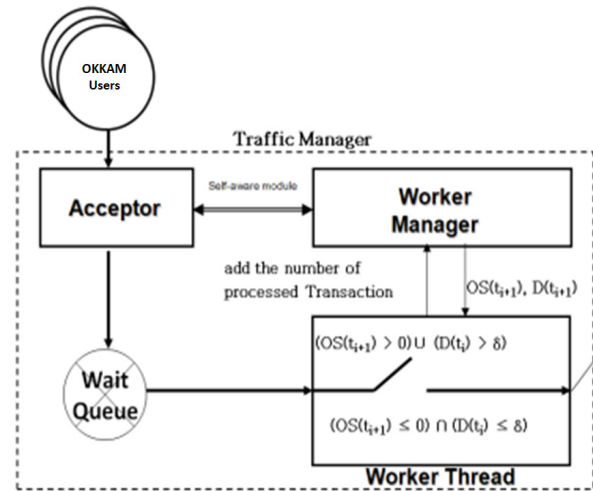 OKKAM
Users
Traffic Manager
Acceptor
Self-aware module
Worker
Manager
add the number of
processed Transaction
OS(tᵢ₊₁), D(tᵢ₊₁)
(OS(tᵢ₊₁) > 0)∪ (D(tᵢ) > δ)
Wait
Queue
(OS(tᵢ₊₁) ≤ 0) ∩ (D(tᵢ) ≤ δ)
Worker Thread